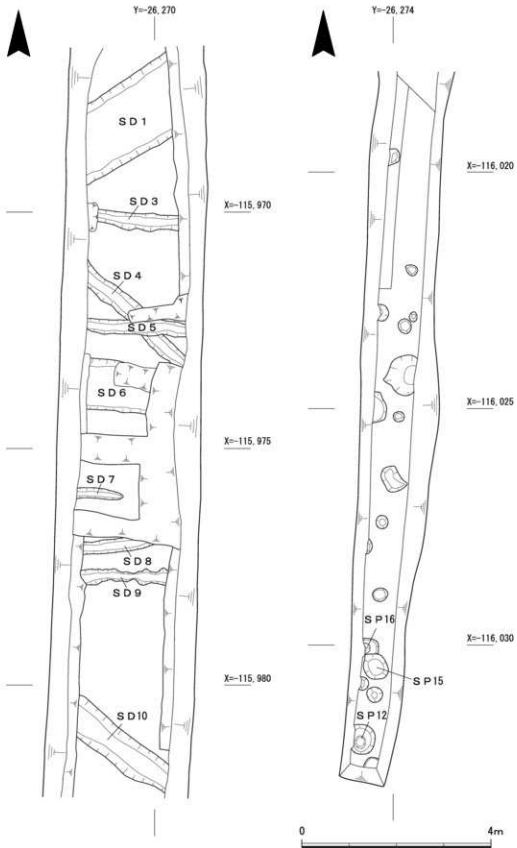 Y=-26, 270
SD1
SD3
X=-115, 970
SD4
SD5
SD6
X=-115, 975
SD7
SD8
SD9
X=-115, 980
SD10
Y=-26, 274
X=-116, 020
X=-116, 025
SP16
X=-116, 030
SP15
SP12
0
4m